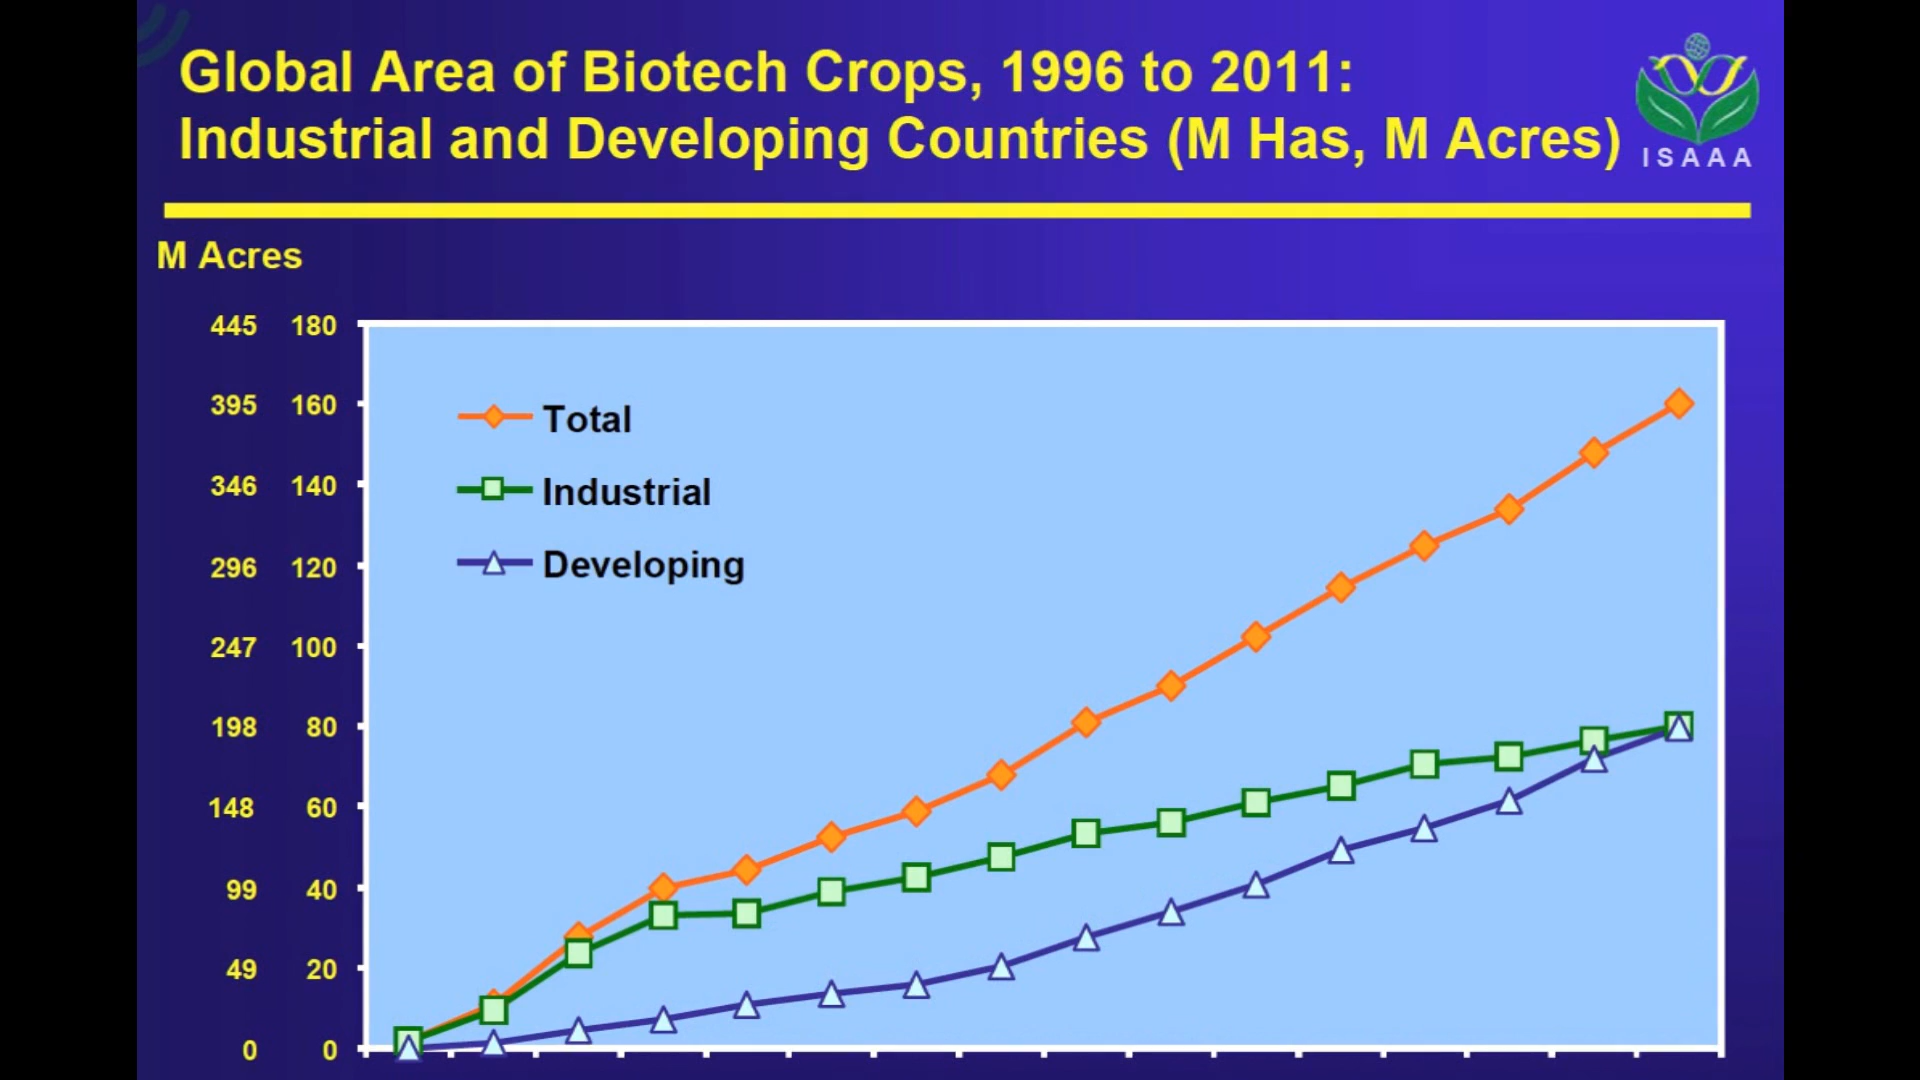 Global Area of Biotech Crops, 1996 to 2011:
Industrial and Developing Countries (M Has, M Acres)
ISAAA
M Acres
445 180
395 160
346 140
296 120
247 100
198 80
148 60
99 40
49 20
0 0
Total
Industrial
Developing